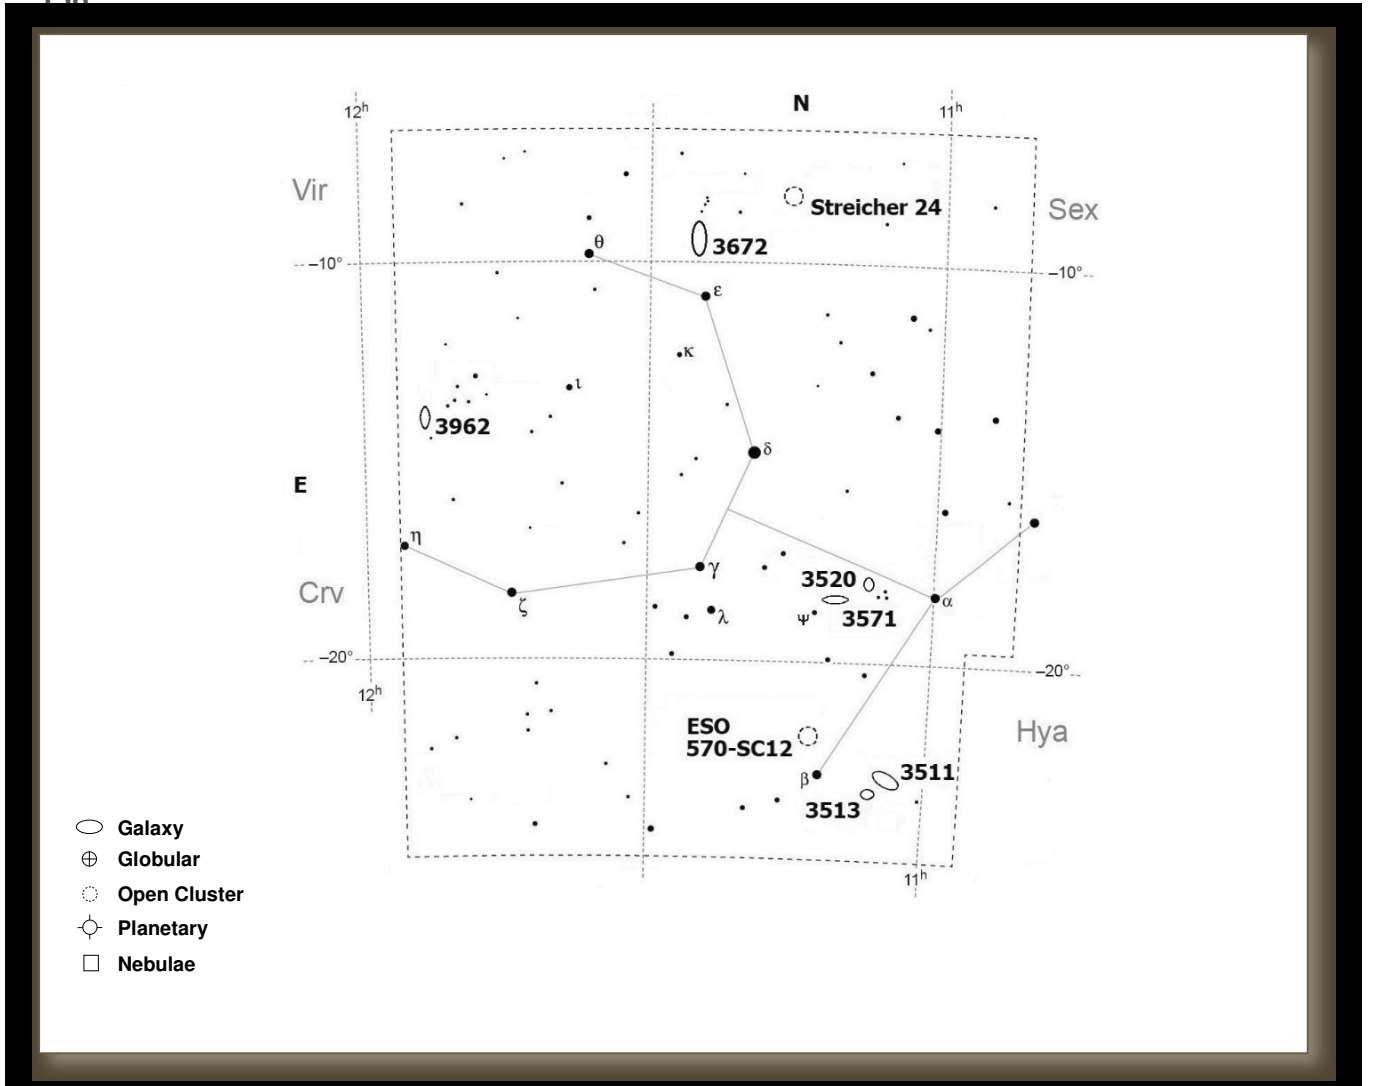 N
12h
11h
Vir
Streicher 24
Sex
θ
3672
–10°
–10°
ε
κ
ι
3962
δ
E
η
γ
3520
Crv
ζ
λ
Ψ
3571
α
–20°
–20°
12h
ESO
570-SC12
Hya
β
3511
3513
11h
Galaxy
Globular
Open Cluster
Planetary
Nebulae